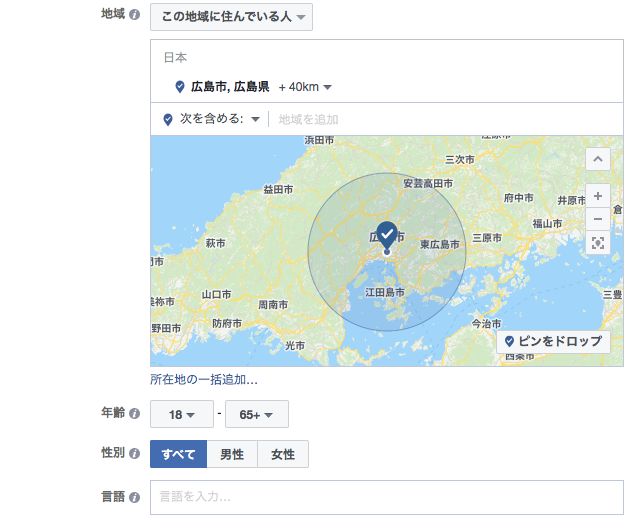 地域 この地域に住んでいる人
日本
広島市, 広島県 + 40km
次を含める: 地域を追加
浜田市
三次市
益田市
安芸高田市
府中市
井原市
倉
福山市
萩市
広 市
東広島市
三原市
山口市
江田島市
三豊
美祢市
周南市
野田市
防府市
今治市
光市
ピンをドロップ
西条市
所在地の一括追加...
年齢 18 - 65+
性別 すべて 男性 女性
言語 言語を入力...